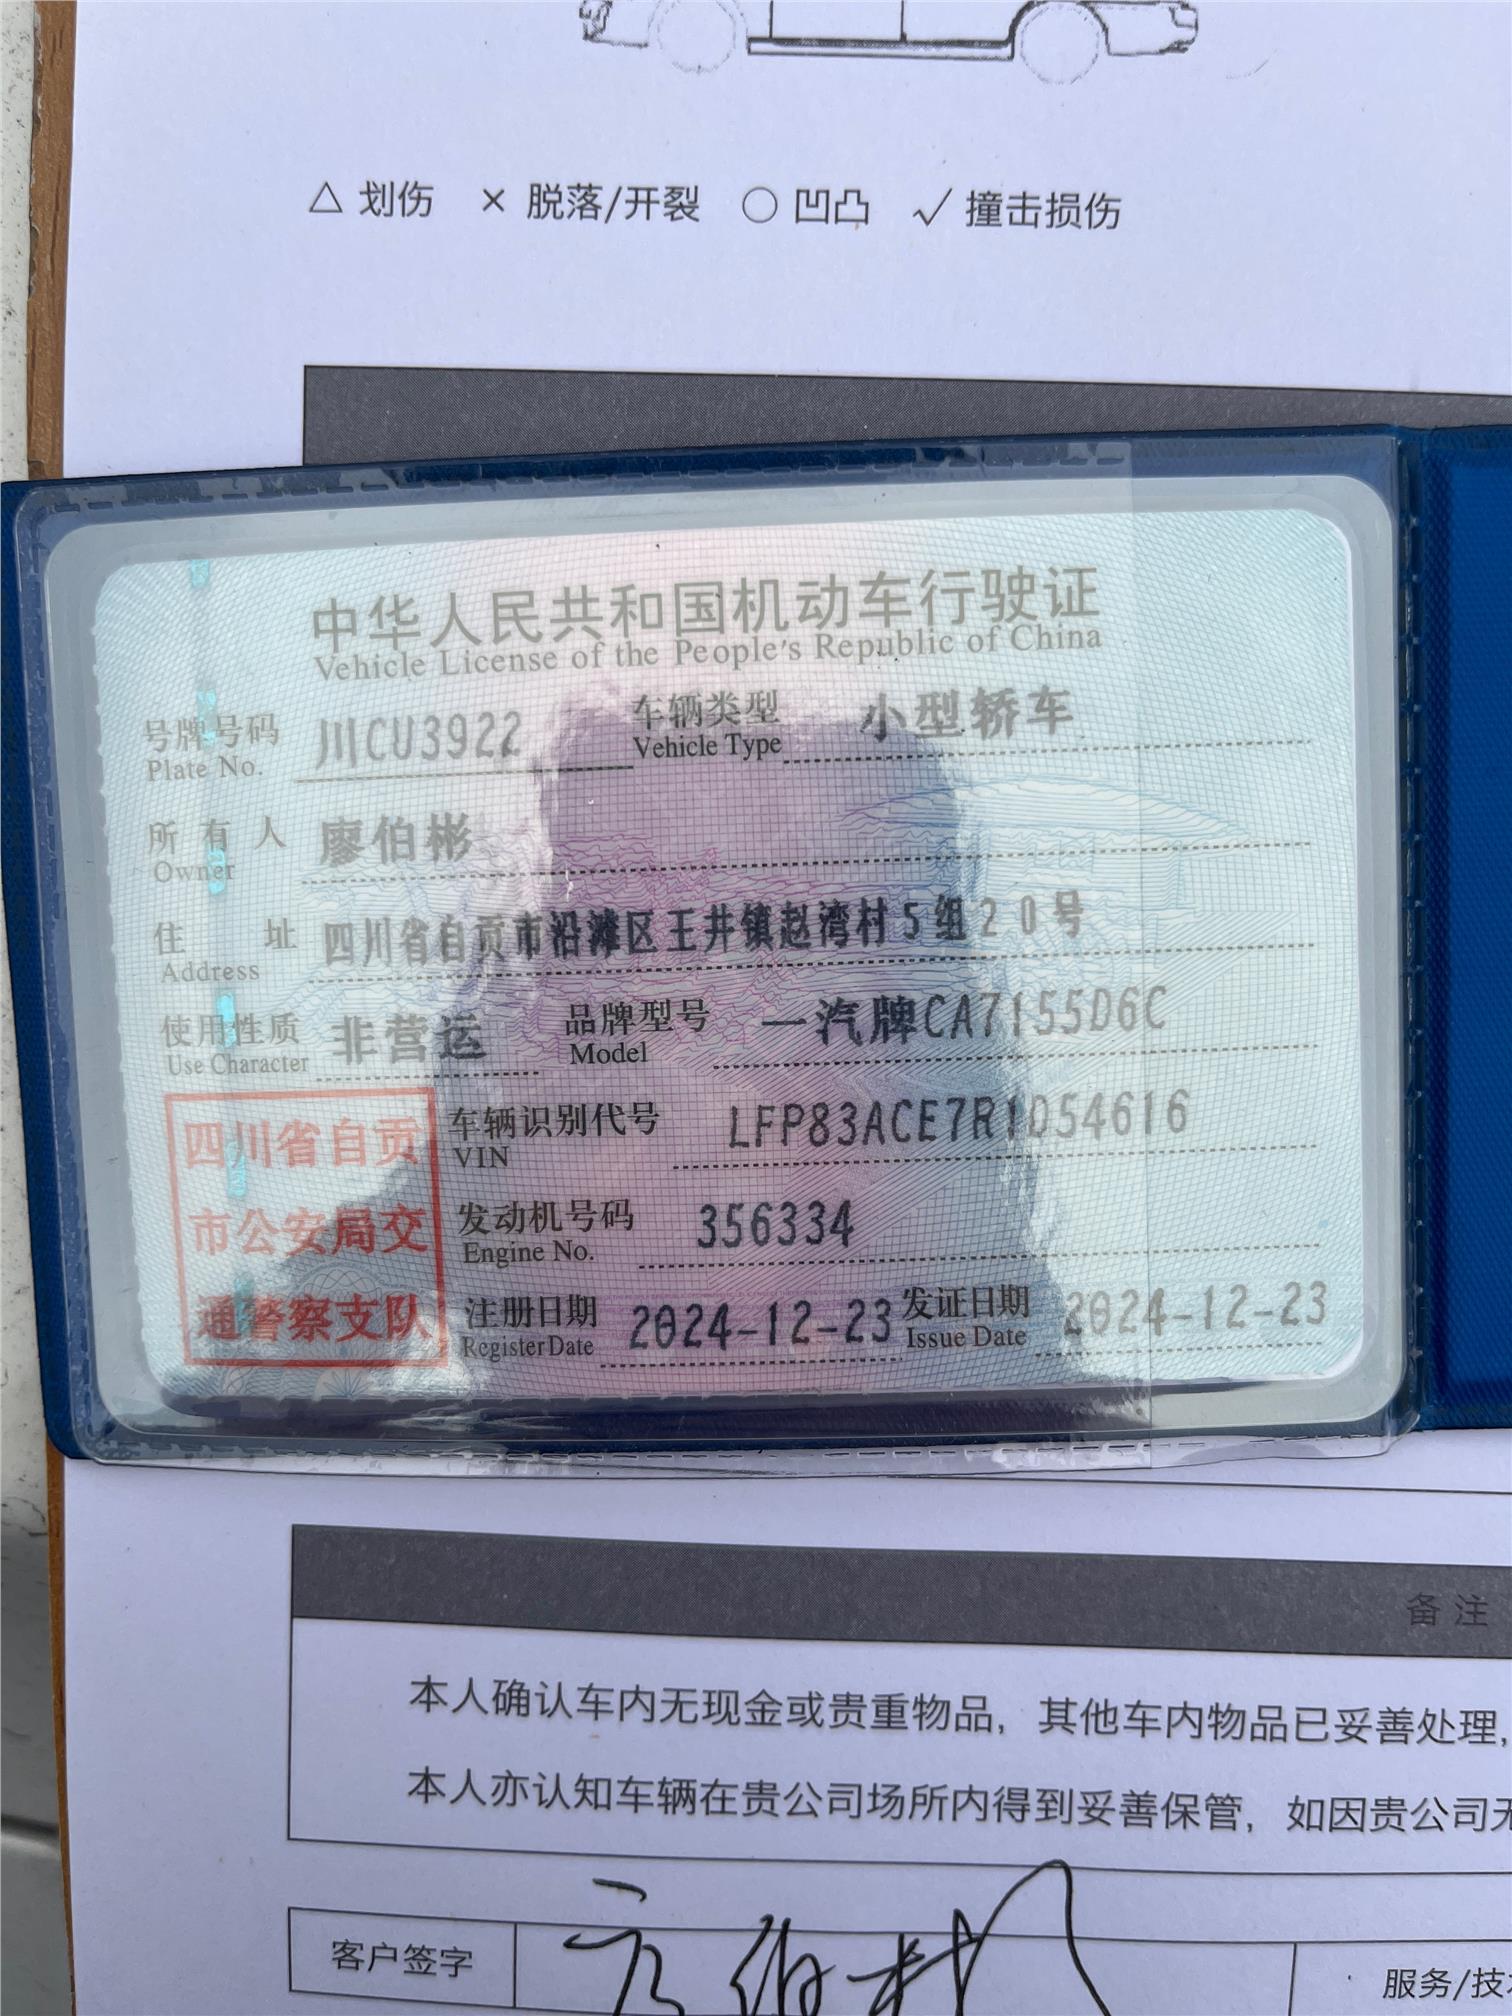 △ 划伤 × 脱落/开裂 ○ 凹凸 ✓ 撞击损伤
中华人民共和国机动车行驶证
Vehicle License of the People's Republic of China
号牌号码 川CU3922 车辆类型 小型轿车
Plate No. Vehicle Type
所有人 廖伯彬
Owner
住址 四川省自贡市沿滩区王井镇赵湾村5组20号
Address
使用性质 非营运 品牌型号 一汽牌CA7155D6C
Use Character Model
四川省自贡
市公安局交
通警察支队
车辆识别代号 LFP83ACE7R1D54616
VIN
发动机号码 356334
Engine No.
注册日期 2024-12-23 发证日期 2024-12-23
Register Date Issue Date
备注
本人确认车内无现金或贵重物品，其他车内物品已妥善处理，
本人亦认知车辆在贵公司场所内得到妥善保管，如因贵公司无
客户签字 服务/技